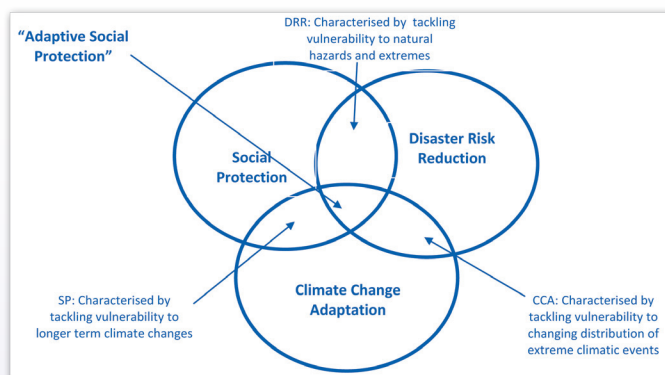 “Adaptive Social
Protection”
DRR: Characterised by tackling
vulnerability to natural
hazards and extremes
Disaster Risk
Reduction
Social
Protection
Climate Change
Adaptation
SP: Characterised by
tackling vulnerability to
longer term climate changes
CCA: Characterised by
tackling vulnerability to
changing distribution of
extreme climatic events